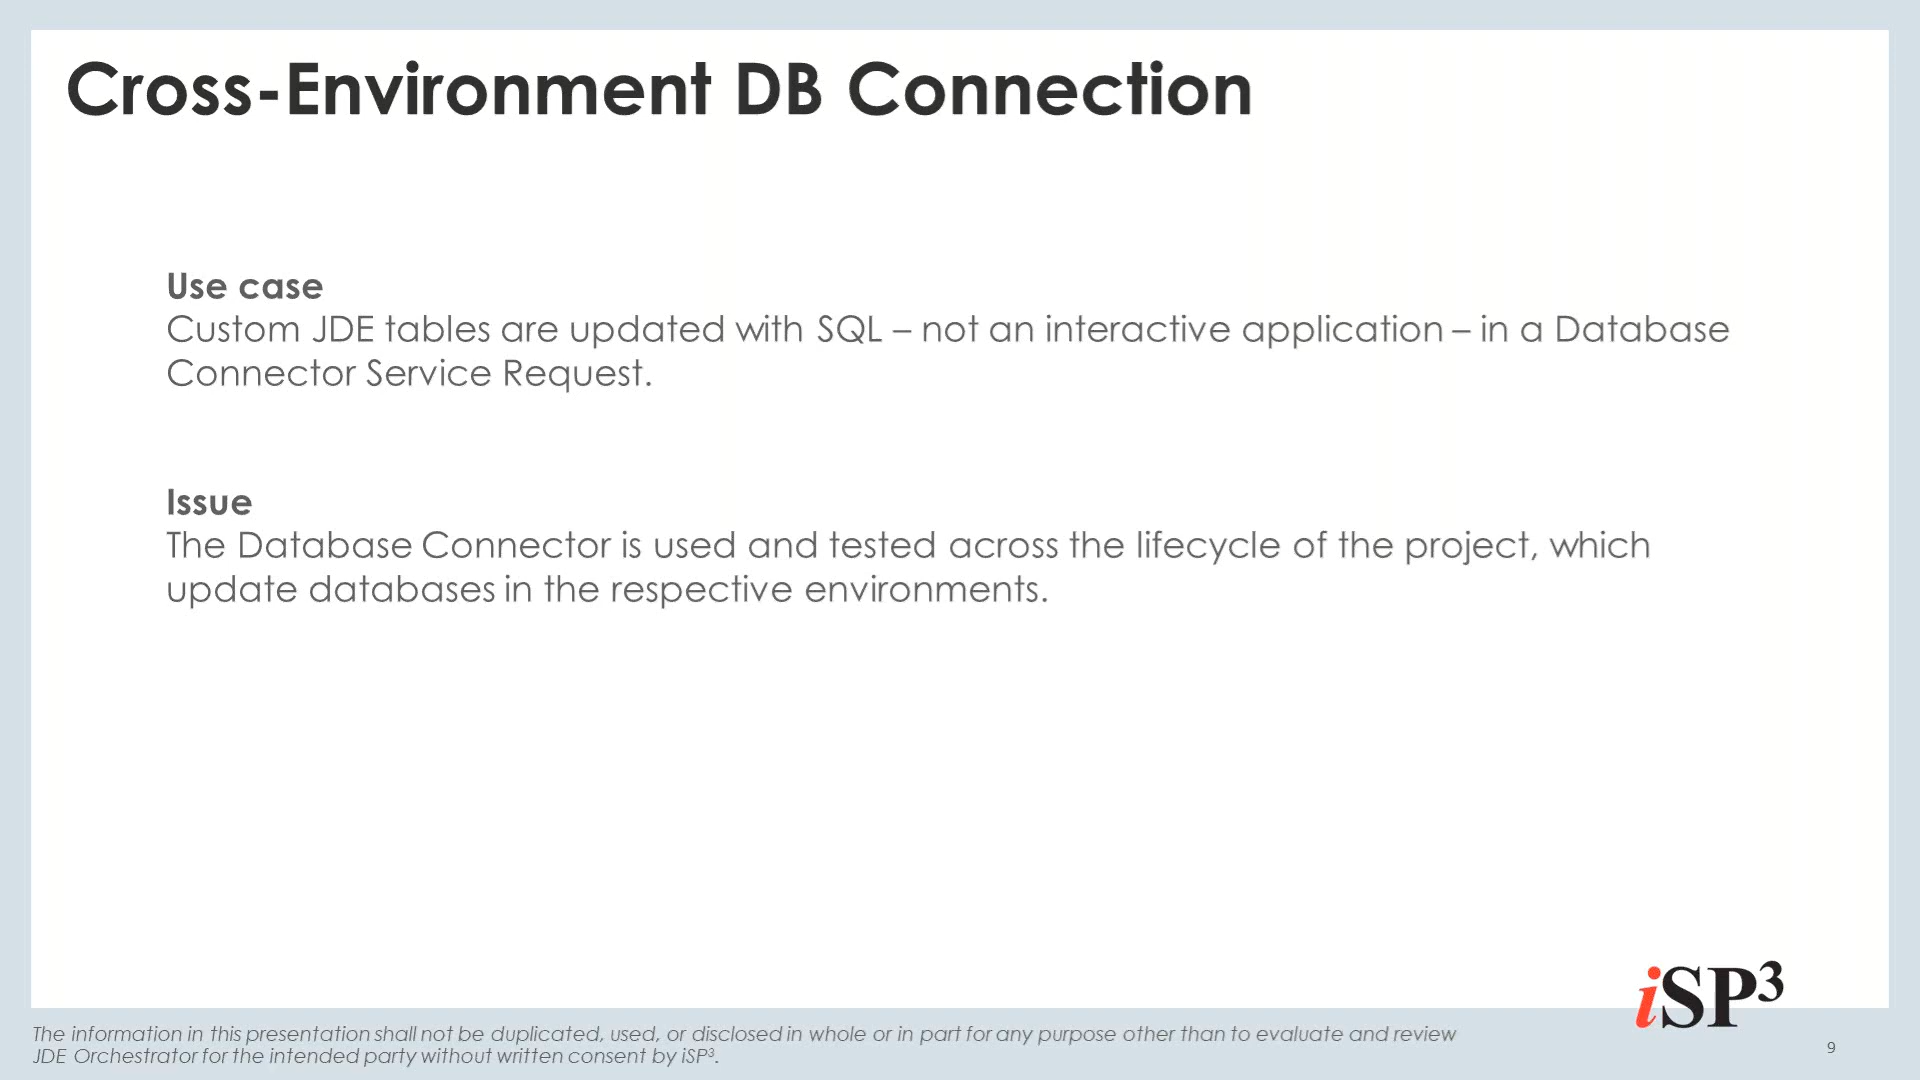 Cross-Environment DB Connection
Use case
Custom JDE tables are updated with SQL – not an interactive application – in a Database
Connector Service Request.
Issue
The Database Connector is used and tested across the lifecycle of the project, which
update databases in the respective environments.
iSP³
The information in this presentation shall not be duplicated, used, or disclosed in whole or in part for any purpose other than to evaluate and review
JDE Orchestrator for the intended party without written consent by iSP³.
9